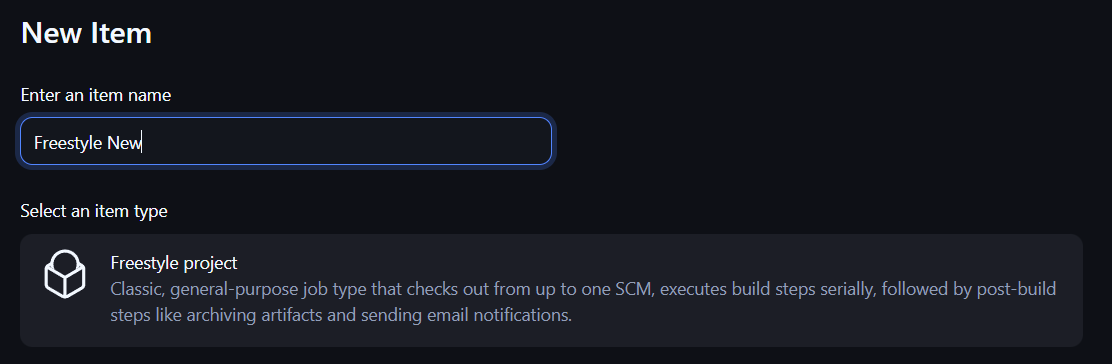 New Item
Enter an item name
Freestyle New
Select an item type
Freestyle project
Classic, general-purpose job type that checks out from up to one SCM, executes build steps serially, followed by post-build
steps like archiving artifacts and sending email notifications.